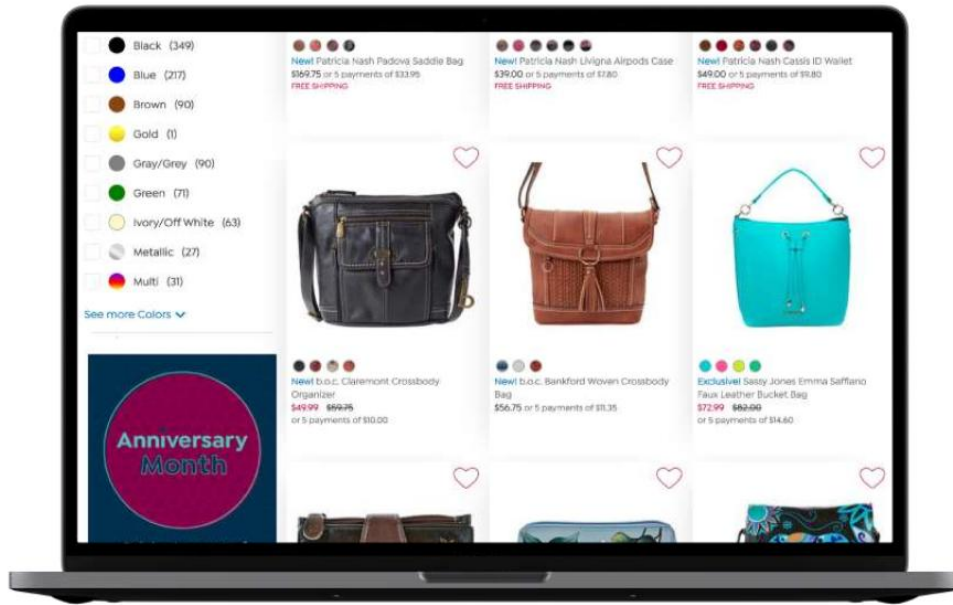 Black (349)
Blue (217)
Brown (90)
Gold (1)
Gray/Grey (90)
Green (71)
Ivory/Off White (63)
Metallic (27)
Multi (31)
See more Colors
Anniversary
Month
New! Patricia Nash Padova Saddle Bag
$169.75 or 5 payments of $33.95
FREE SHIPPING
New! Patricia Nash Livigna Airpods Case
$39.00 or 5 payments of $7.80
FREE SHIPPING
New! Patricia Nash Cassis ID Wallet
$49.00 or 5 payments of $9.80
FREE SHIPPING
New! b.o.c. Claremont Crossbody
Organizer
$49.99 $59.75
or 5 payments of $10.00
New! b.o.c. Bankford Woven Crossbody
Bag
$56.75 or 5 payments of $11.35
Exclusive! Sassy Jones Emma Saffiano
Faux Leather Bucket Bag
$72.99 $82.00
or 5 payments of $14.60